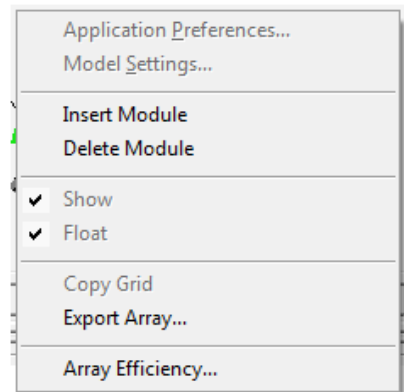 Application Preferences...
Model Settings...
Insert Module
Delete Module
Show
Float
Copy Grid
Export Array...
Array Efficiency...